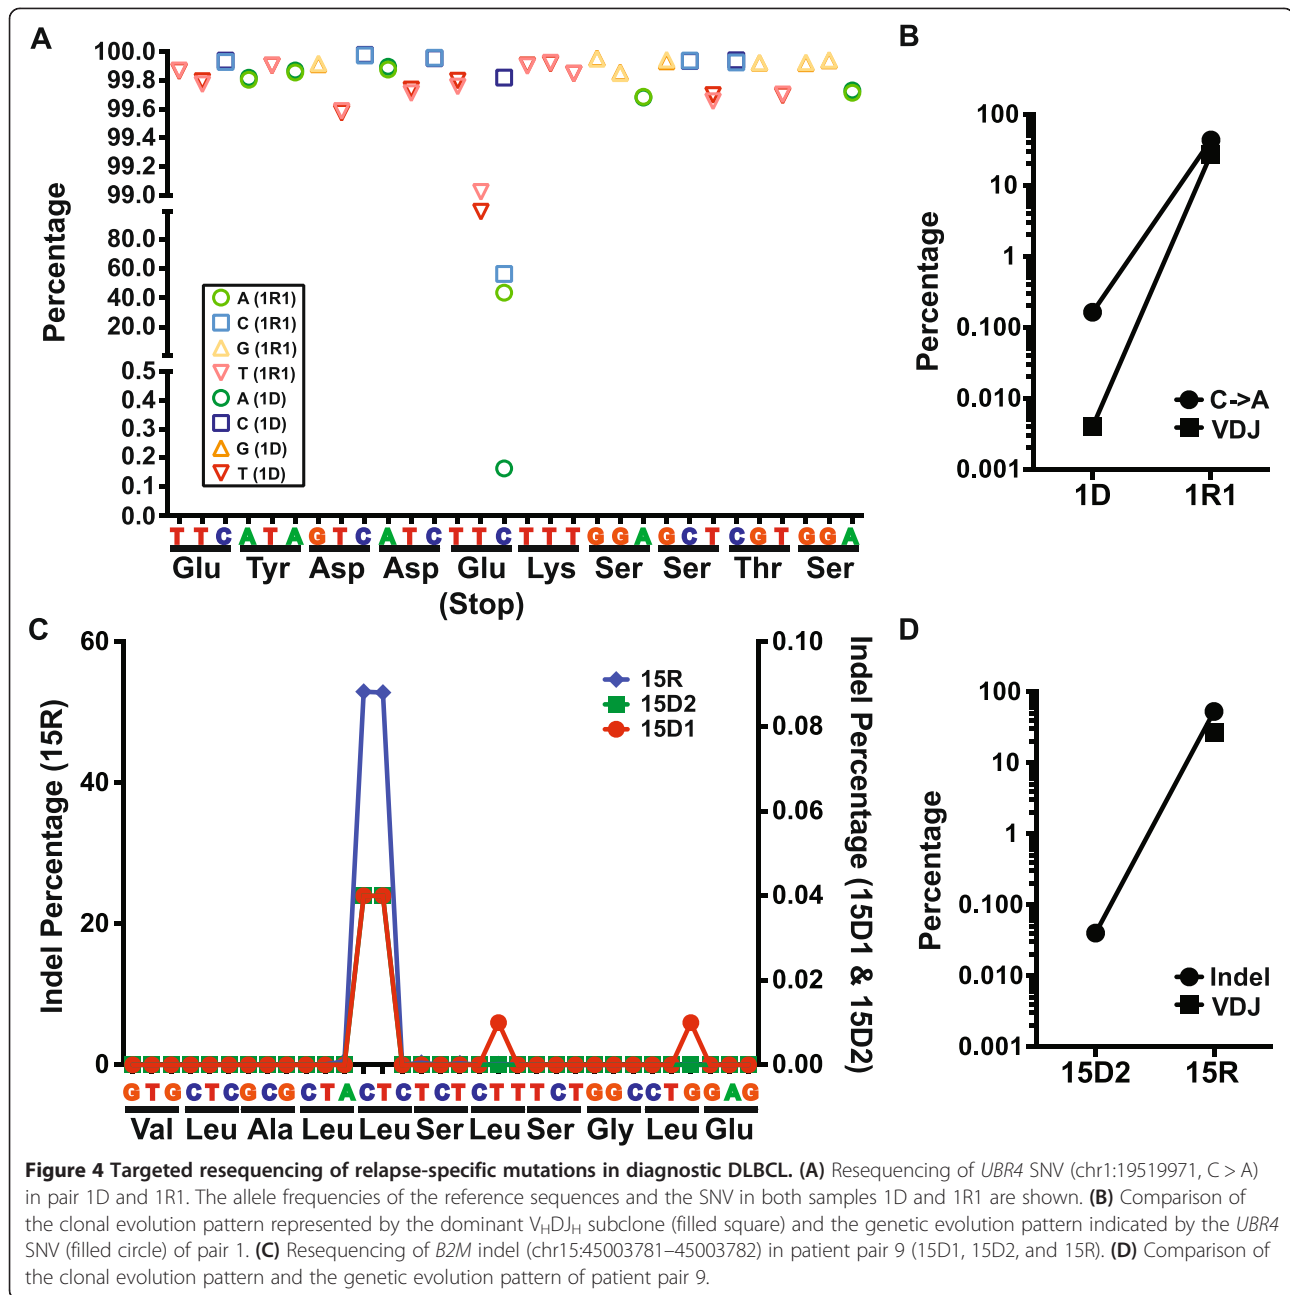 A
Percentage
100.0
99.8
99.6
99.4
99.2
99.0
80.0
60.0
40.0
20.0
0.5
0.4
0.3
0.2
0.1
0.0
A (1R1)
C (1R1)
G (1R1)
T (1R1)
A (1D)
C (1D)
G (1D)
T (1D)
T T C A T A G T C A T C T T C T T T G G A G C T C G T G G A
Glu Tyr Asp Asp Glu Lys Ser Ser Thr Ser
(Stop)
B
Percentage
100
10
1
0.100
0.010
0.001
C->A
VDJ
1D 1R1
C
Indel Percentage (15R)
60
40
20
0
15R
15D2
15D1
0.10
0.08
0.06
0.04
0.02
0.00
Indel Percentage (15D1 & 15D2)
G T G C T C G C G C T A C T C T C T C T T T C T G G C C T G G A G
Val Leu Ala Leu Leu Ser Leu Ser Gly Leu Glu
D
Percentage
100
10
1
0.100
0.010
0.001
Indel
VDJ
15D2 15R
Figure 4 Targeted resequencing of relapse-specific mutations in diagnostic DLBCL. (A) Resequencing of UBR4 SNV (chr1:19519971, C > A)
in pair 1D and 1R1. The allele frequencies of the reference sequences and the SNV in both samples 1D and 1R1 are shown. (B) Comparison of
the clonal evolution pattern represented by the dominant VHDJH subclone (filled square) and the genetic evolution pattern indicated by the UBR4
SNV (filled circle) of pair 1. (C) Resequencing of B2M indel (chr15:45003781–45003782) in patient pair 9 (15D1, 15D2, and 15R). (D) Comparison of
the clonal evolution pattern and the genetic evolution pattern of patient pair 9.